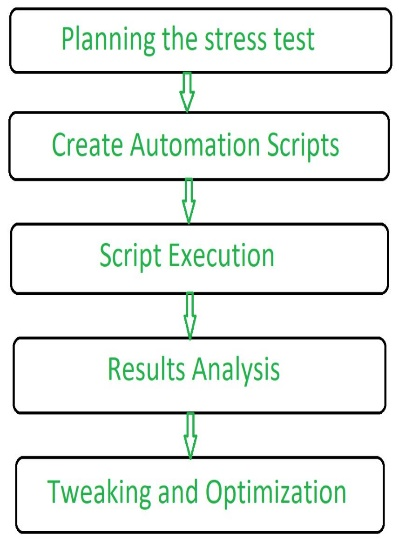 Planning the stress test
Create Automation Scripts
Script Execution
Results Analysis
Tweaking and Optimization